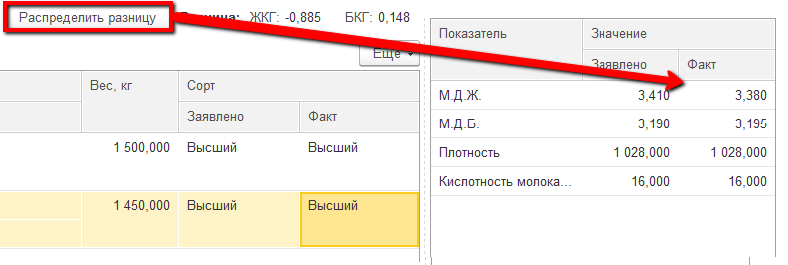 Распределить разницу ЖКГ: -0,885 БКГ: 0,148
Еще
Вес, кг Сорт
Заявлено Факт
1 500,000 Высший Высший
1 450,000 Высший Высший
Показатель Значение
Заявлено Факт
М.Д.Ж. 3,410 3,380
М.Д.Б. 3,190 3,195
Плотность 1 028,000 1 028,000
Кислотность молока... 16,000 16,000